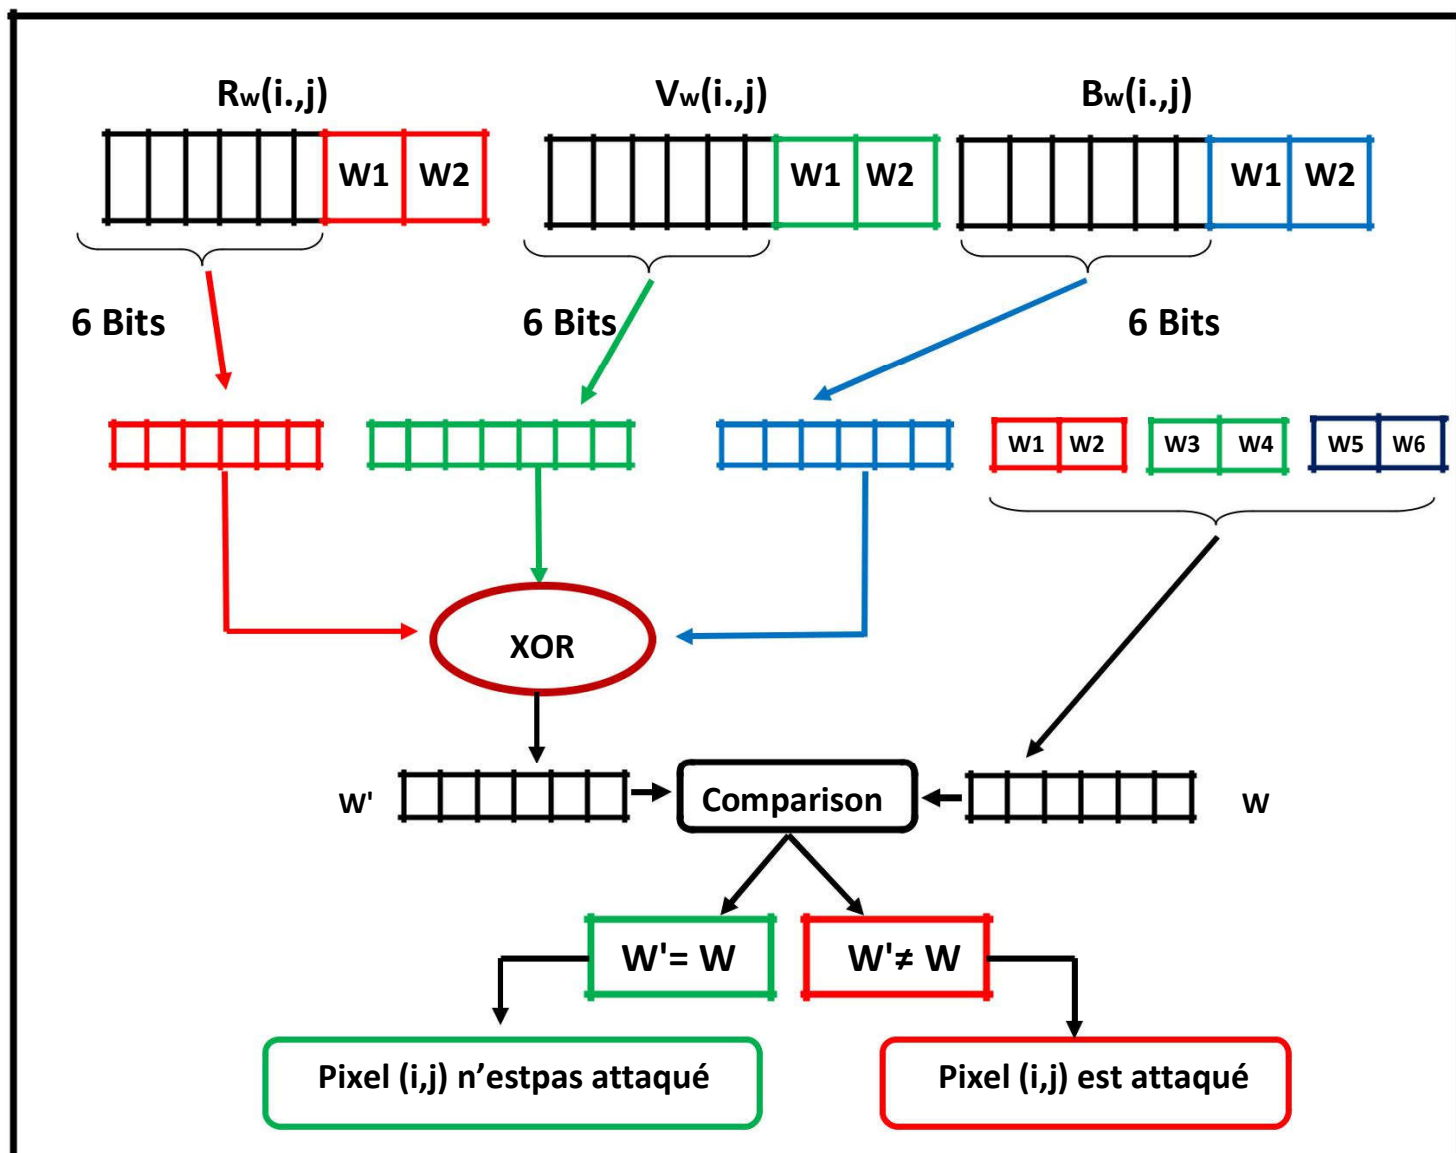 Rw(i.,j) Vw(i.,j) Bw(i.,j)
W1 W2 W1 W2 W1 W2
6 Bits 6 Bits 6 Bits
W1 W2 W3 W4 W5 W6
XOR
W' Comparison W
W'= W W'≠ W
Pixel (i,j) n’estpas attaqué Pixel (i,j) est attaqué